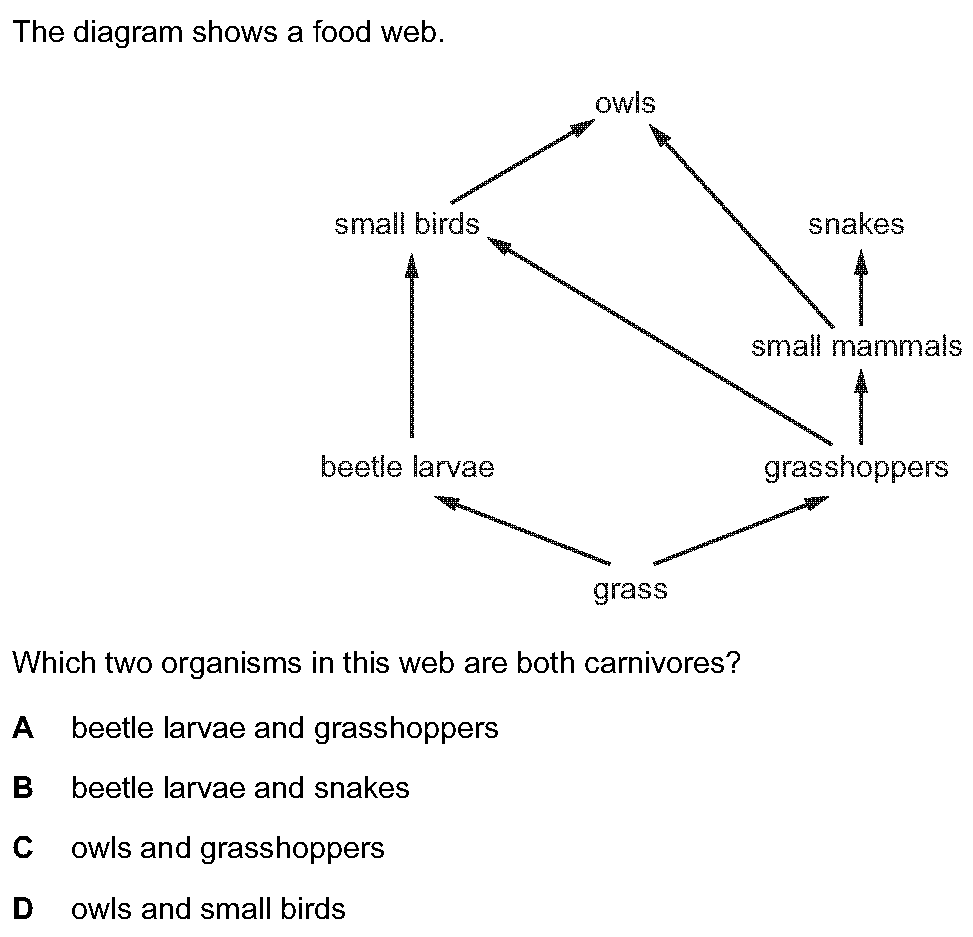 The diagram shows a food web.
owls
small birds
snakes
small mammals
beetle larvae
grasshoppers
grass
Which two organisms in this web are both carnivores?
A beetle larvae and grasshoppers
B beetle larvae and snakes
C owls and grasshoppers
D owls and small birds